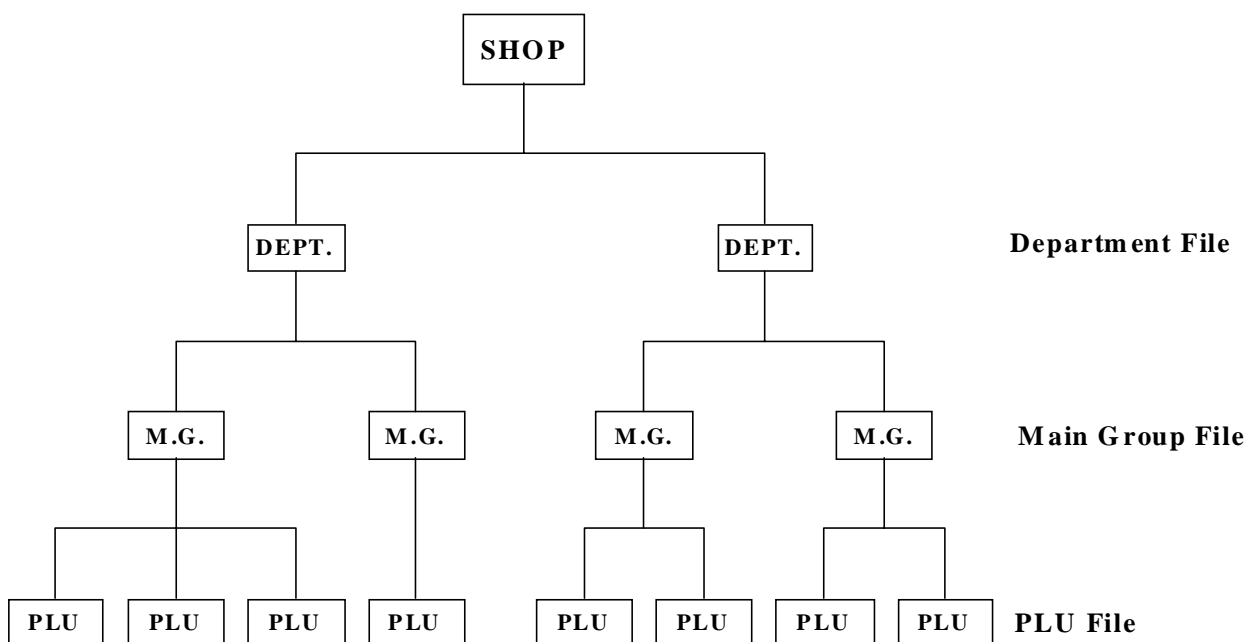 SHOP
DEPT. DEPT. Department File
M.G. M.G. M.G. M.G. Main Group File
PLU PLU PLU PLU PLU PLU PLU PLU PLU File